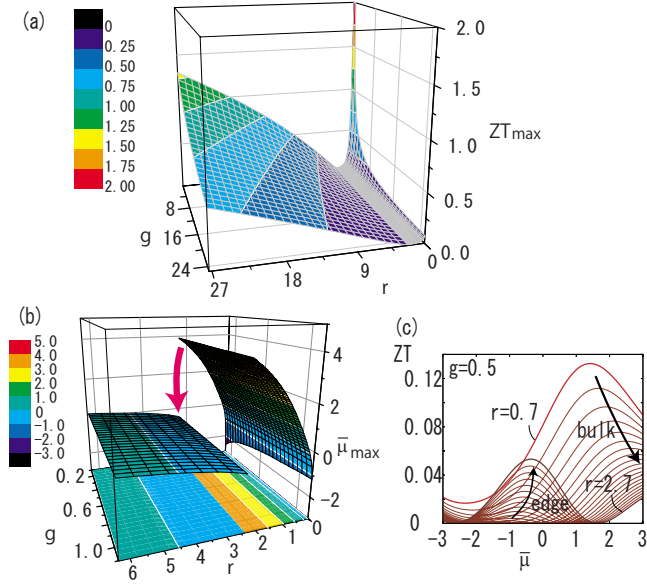 (a)
0
0.25
0.50
0.75
1.00
1.25
1.50
1.75
2.00
2.0
1.5
1.0
0.5
0.0
ZTmax
8
16
24
g
27
18
9
0
r
(b)
5.0
4.0
3.0
2.0
1.0
0
-1.0
-2.0
-3.0
4
2
0
-2
μ̄max
0.2
0.6
1.0
g
6
5
4
3
2
1
0
r
(c)
ZT
0.12
0.08
0.04
0
g=0.5
r=0.7
bulk
r=2.7
edge
-3 -2 -1 0 1 2 3
μ̄